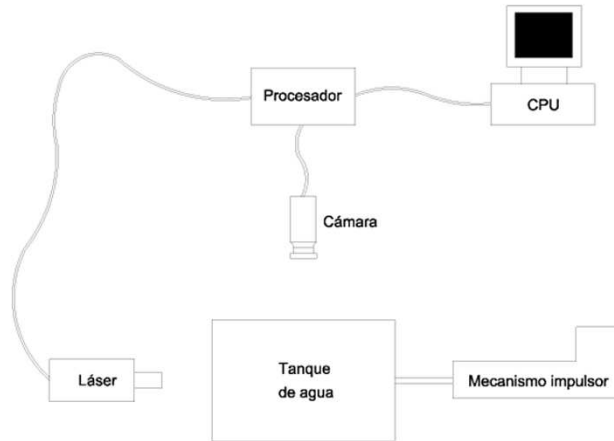 Procesador
CPU
Cámara
Láser
Tanque
de agua
Mecanismo impulsor